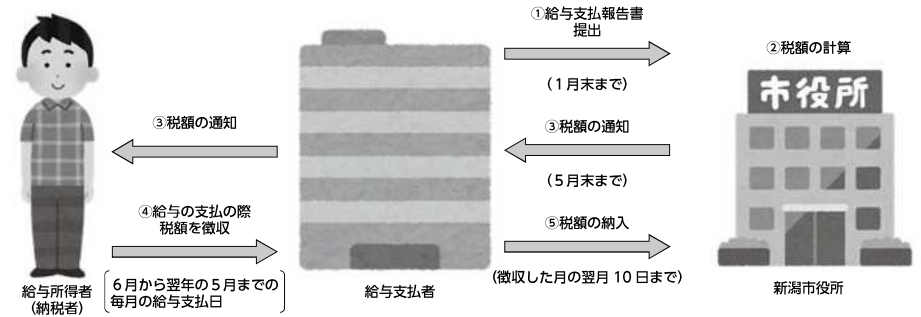 ①給与支払報告書
提出
(1月末まで)
②税額の計算
市役所
③税額の通知
③税額の通知
(5月末まで)
④給与の支払の際
税額を徴収
6月から翌年の5月までの
毎月の給与支払日
⑤税額の納入
(徴収した月の翌月10日まで)
給与所得者
(納税者)
給与支払者
新潟市役所